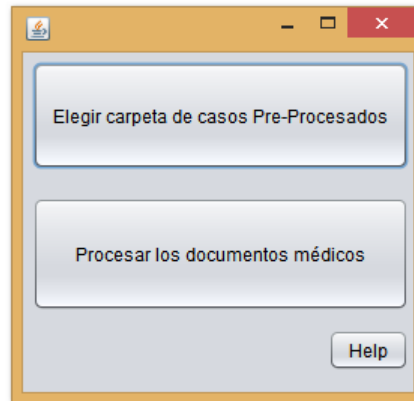 Elegir carpeta de casos Pre-Procesados
Procesar los documentos médicos
Help